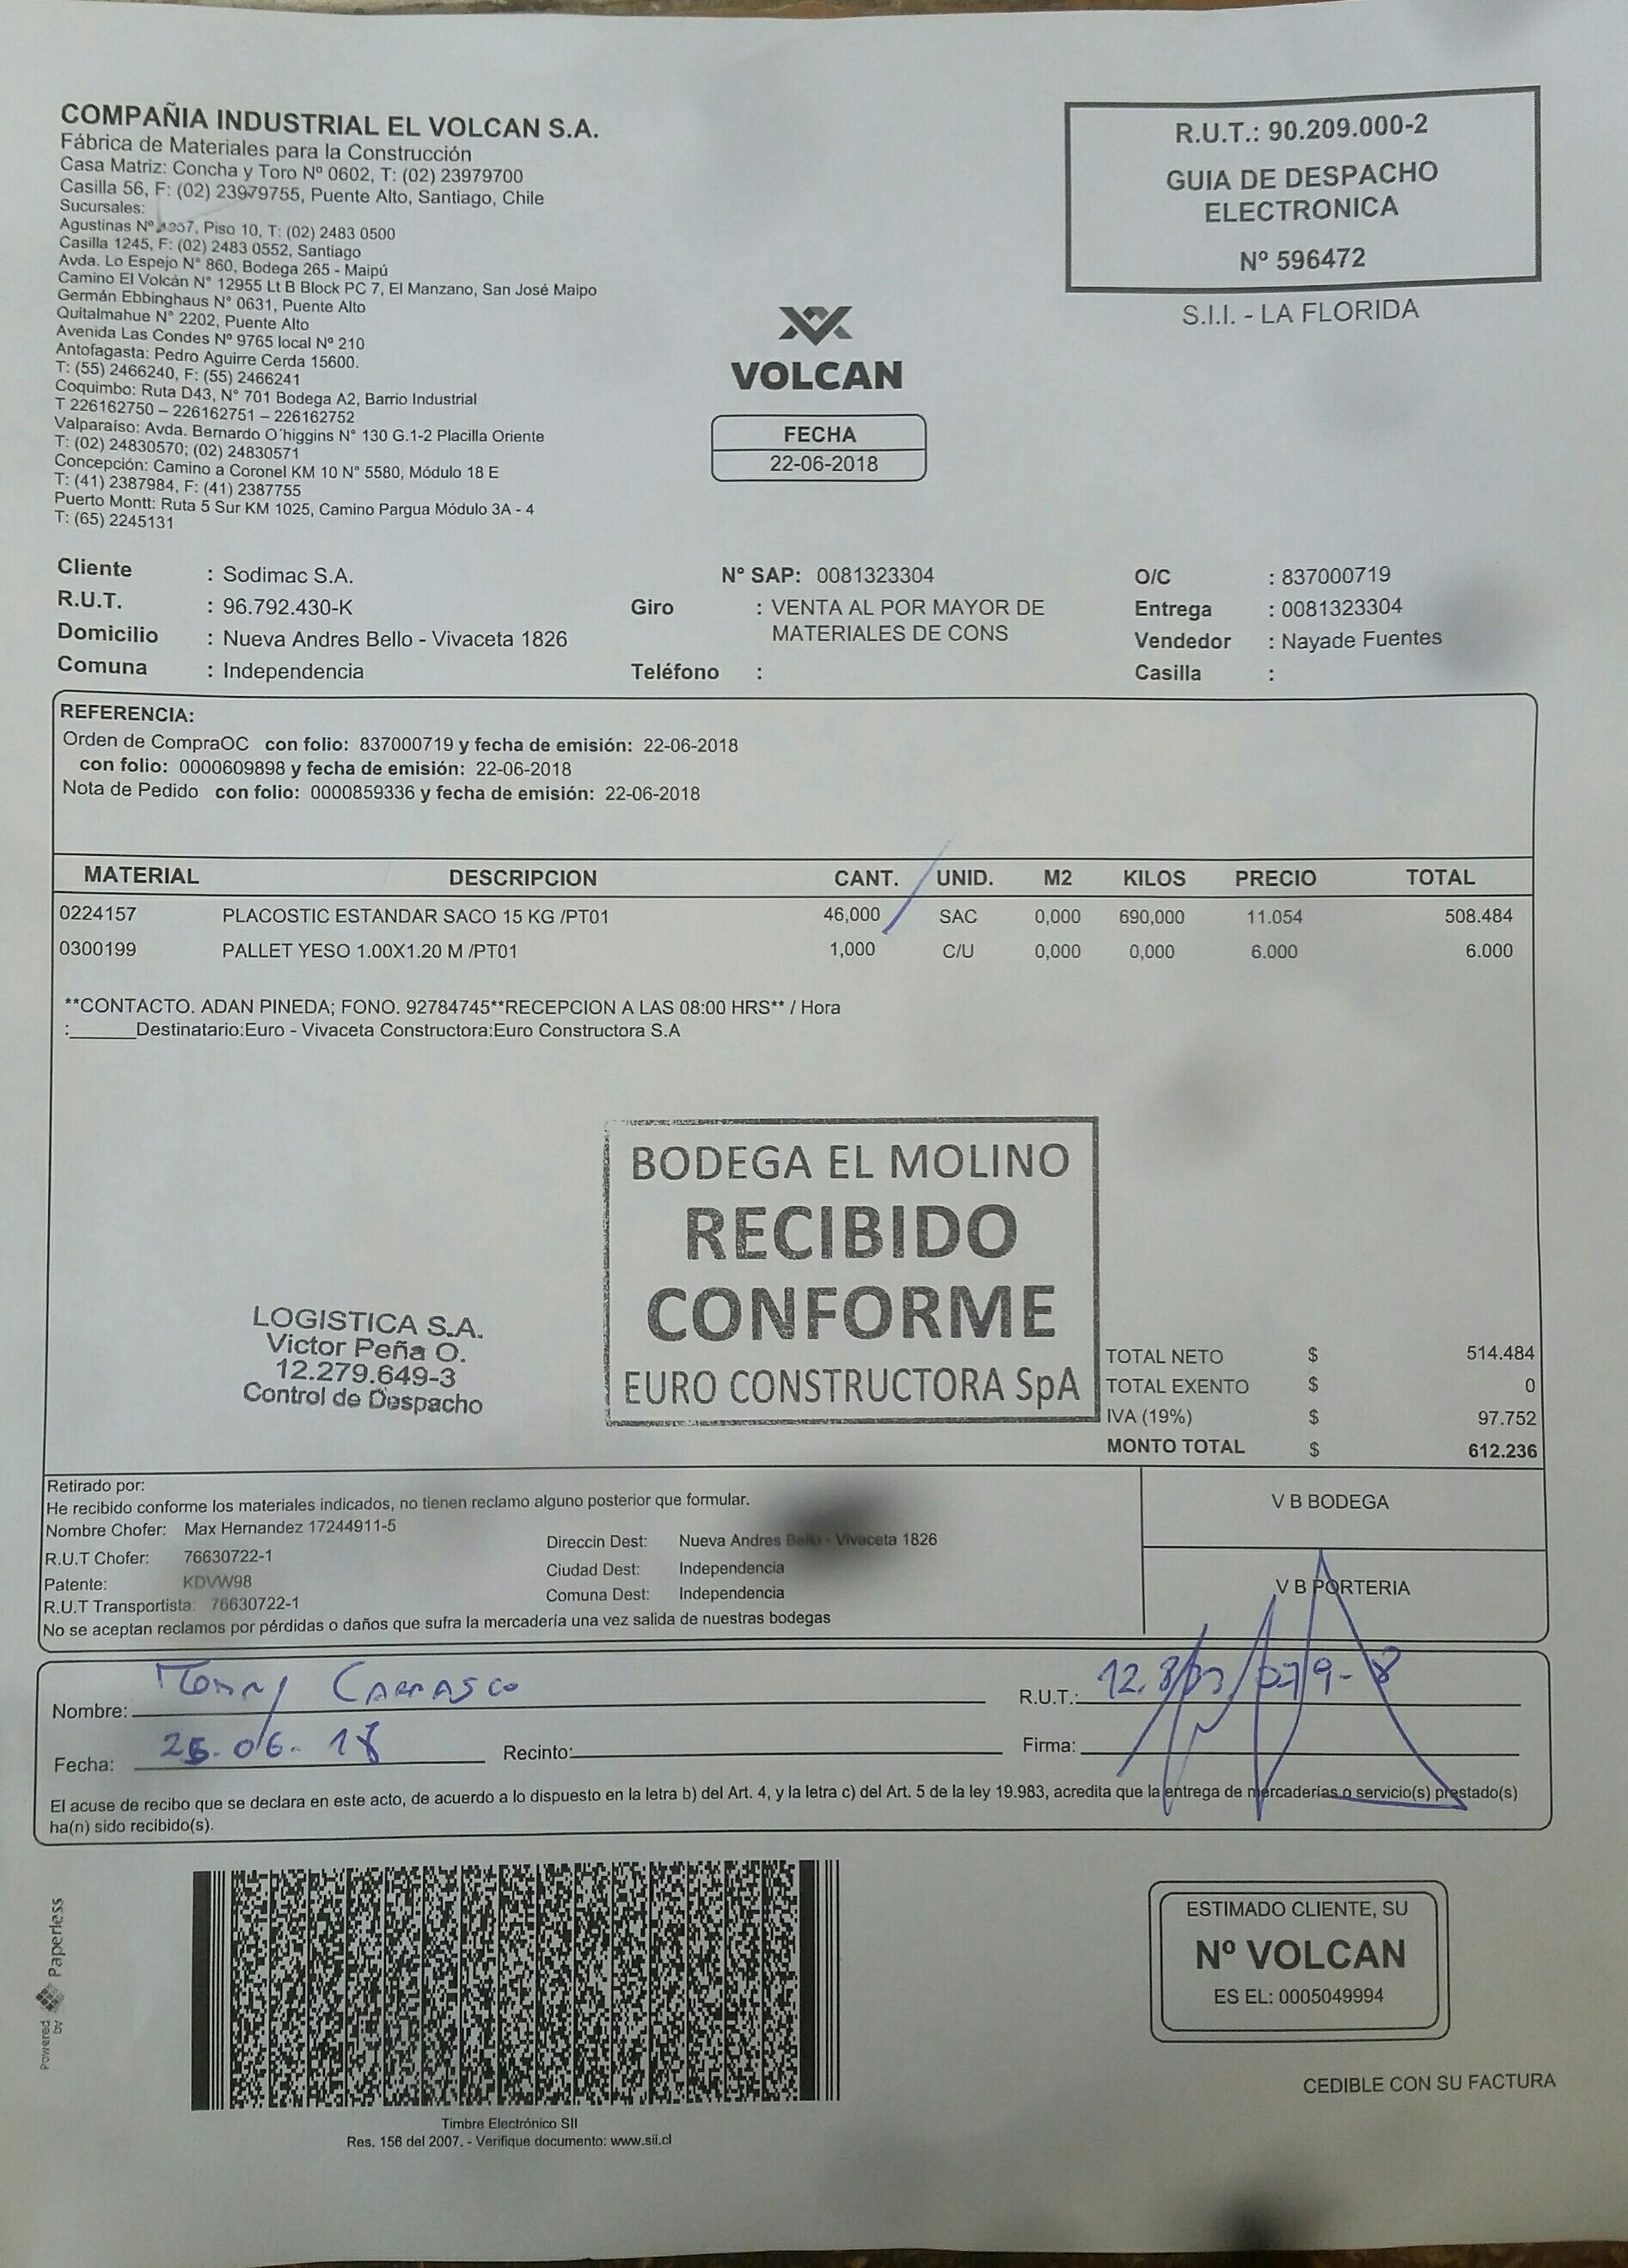 COMPAÑIA INDUSTRIAL EL VOLCAN S.A.
Fábrica de Materiales para la Construcción
Casa Matriz: Concha y Toro Nº 0602, T: (02) 23979700
Casilla 56, F: (02) 23979755, Puente Alto, Santiago, Chile
Sucursales:
Agustinas Nº, Piso 10, T: (02) 2483 0500
Casilla 1245, F: (02) 2483 0552, Santiago
Avda. Lo Espejo N° 860, Bodega 265 - Maipú
Camino El Volcán N° 12955 Lt B Block PC 7, El Manzano, San José Maipo
Germán Ebbinghaus N° 0631, Puente Alto
Quitalmahue N° 2202, Puente Alto
Avenida Las Condes Nº 9765 local Nº 210
Antofagasta: Pedro Aguirre Cerda 15600.
T: (55) 2466240, F: (55) 2466241
Coquimbo: Ruta D43, N° 701 Bodega A2, Barrio Industrial
T 226162750 – 226162751 – 226162752
Valparaiso: Avda. Bernardo O´higgins N° 130 G.1-2 Placilla Oriente
T: (02) 24830570; (02) 24830571
Concepción: Camino a Coronel KM 10 N° 5580, Módulo 18 E
T: (41) 2387984, F: (41) 2387755
Puerto Montt: Ruta 5 Sur KM 1025, Camino Pargua Módulo 3A - 4
T: (65) 2245131
R.U.T.: 90.209.000-2
GUIA DE DESPACHO
ELECTRONICA
Nº 596472
S.I.I. - LA FLORIDA
VOLCAN
FECHA
22-06-2018
Cliente : Sodimac S.A. N° SAP: 0081323304 O/C : 837000719
R.U.T. : 96.792.430-K Giro : VENTA AL POR MAYOR DE Entrega : 0081323304
Domicilio : Nueva Andres Bello - Vivaceta 1826 MATERIALES DE CONS Vendedor : Nayade Fuentes
Comuna : Independencia Teléfono : Casilla :
REFERENCIA:
Orden de CompraOC con folio: 837000719 y fecha de emisión: 22-06-2018
con folio: 0000609898 y fecha de emisión: 22-06-2018
Nota de Pedido con folio: 0000859336 y fecha de emisión: 22-06-2018
MATERIAL DESCRIPCION CANT. UNID. M2 KILOS PRECIO TOTAL
0224157 PLACOSTIC ESTANDAR SACO 15 KG /PT01 46,000 SAC 0,000 690,000 11.054 508.484
0300199 PALLET YESO 1.00X1.20 M /PT01 1,000 C/U 0,000 0,000 6.000 6.000
**CONTACTO. ADAN PINEDA; FONO. 92784745**RECEPCION A LAS 08:00 HRS** / Hora
:______Destinatario:Euro - Vivaceta Constructora:Euro Constructora S.A
BODEGA EL MOLINO
RECIBIDO
CONFORME
EURO CONSTRUCTORA SpA
LOGISTICA S.A.
Victor Peña O.
12.279.649-3
Control de Despacho
TOTAL NETO $ 514.484
TOTAL EXENTO $ 0
IVA (19%) $ 97.752
MONTO TOTAL $ 612.236
Retirado por:
He recibido conforme los materiales indicados, no tienen reclamo alguno posterior que formular.
Nombre Chofer: Max Hernandez 17244911-5 Direccin Dest: Nueva Andres Bello - Vivaceta 1826
R.U.T Chofer: 76630722-1 Ciudad Dest: Independencia
Patente: KDVW98 Comuna Dest: Independencia
R.U.T Transportista: 76630722-1
No se aceptan reclamos por pérdidas o daños que sufra la mercadería una vez salida de nuestras bodegas
V B BODEGA
V B PORTERIA
Nombre: CARRASCO R.U.T.:
Fecha: 25.06.18 Recinto: Firma:
El acuse de recibo que se declara en este acto, de acuerdo a lo dispuesto en la letra b) del Art. 4, y la letra c) del Art. 5 de la ley 19.983, acredita que la entrega de mercaderías o servicio(s) prestado(s)
ha(n) sido recibido(s).
Powered by Paperless
Timbre Electrónico SII
Res. 156 del 2007. - Verifique documento: www.sii.cl
ESTIMADO CLIENTE, SU
Nº VOLCAN
ES EL: 0005049994
CEDIBLE CON SU FACTURA